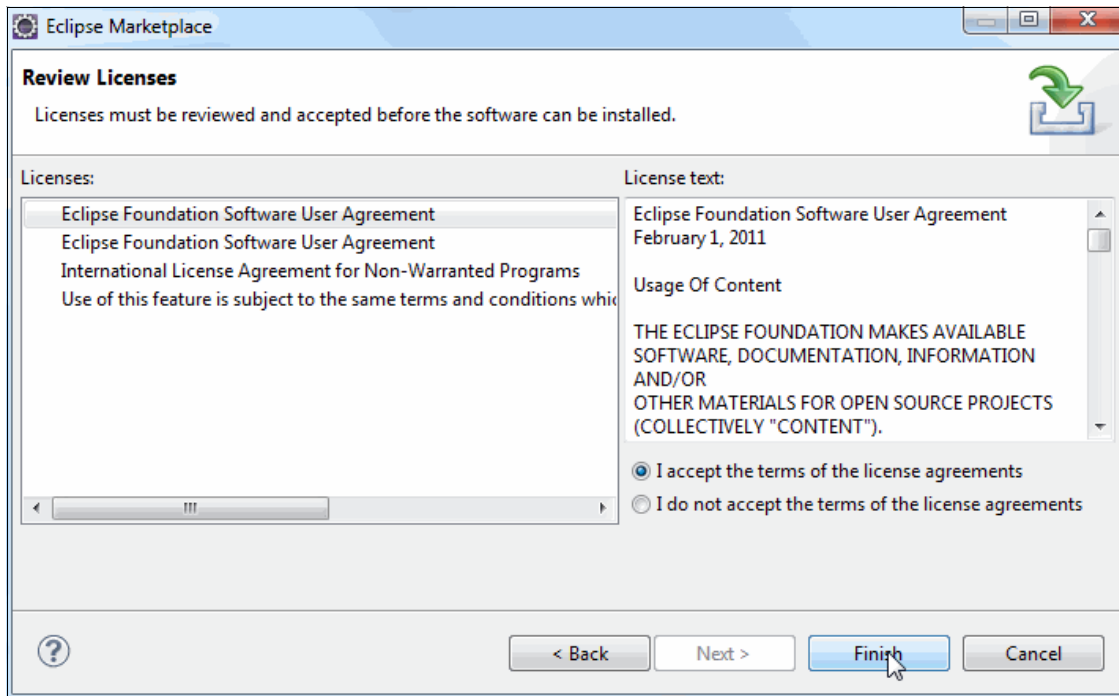 Eclipse Marketplace
Review Licenses
Licenses must be reviewed and accepted before the software can be installed.
Licenses:
Eclipse Foundation Software User Agreement
Eclipse Foundation Software User Agreement
International License Agreement for Non-Warranted Programs
Use of this feature is subject to the same terms and conditions
License text:
Eclipse Foundation Software User Agreement
February 1, 2011
Usage Of Content
THE ECLIPSE FOUNDATION MAKES AVAILABLE
SOFTWARE, DOCUMENTATION, INFORMATION
AND/OR
OTHER MATERIALS FOR OPEN SOURCE PROJECTS
(COLLECTIVELY "CONTENT").
I accept the terms of the license agreements
I do not accept the terms of the license agreements
?
< Back
Next >
Finish
Cancel